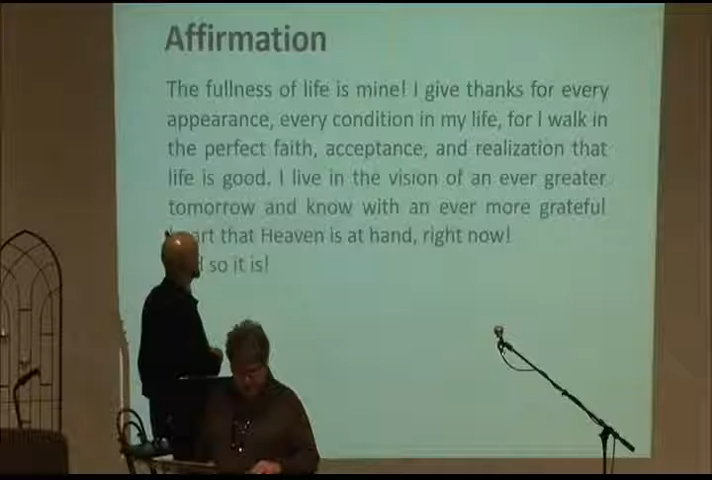 Affirmation
The fullness of life is mine! I give thanks for every
appearance, every condition in my life, for I walk in
the perfect faith, acceptance, and realization that
life is good. I live in the vision of an ever greater
tomorrow and know with an ever more grateful
that Heaven is at hand, right now!
so it is!